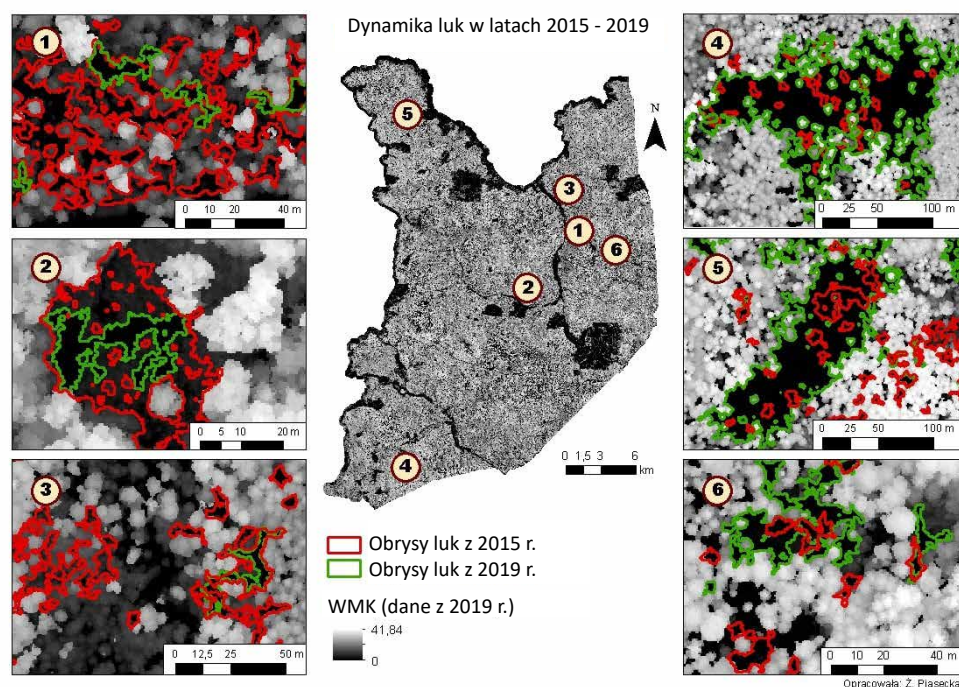 Dynamika luk w latach 2015 - 2019
1
0 10 20 40 m
2
0 5 10 20 m
3
0 12,5 25 50 m
5
3
1
6
2
4
N
0 1,5 3 6
km
Obrysy luk z 2015 r.
Obrysy luk z 2019 r.
WMK (dane z 2019 r.)
41,84
0
4
0 25 50 100 m
5
0 25 50 100 m
6
0 10 20 40 m
Opracowała: Ż. Piasecka